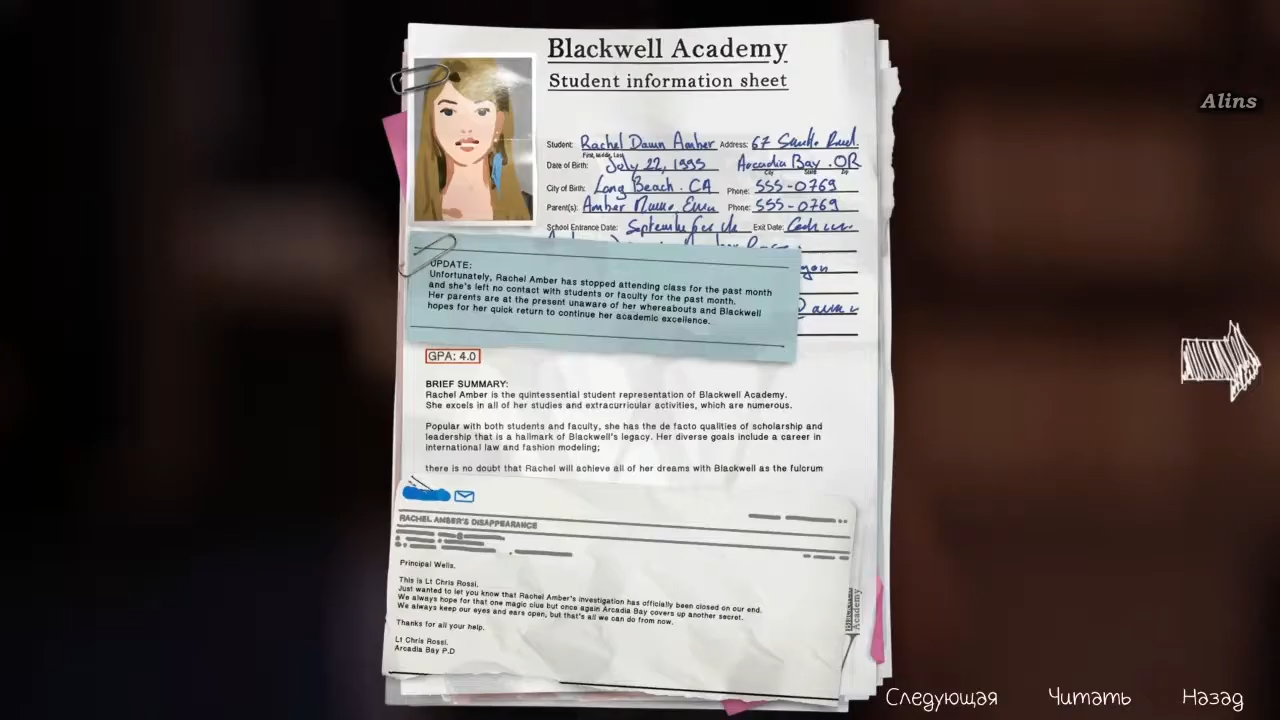 Blackwell Academy
Student information sheet
Alins
Student: Rachel Dawn Amber Address: 67
First, Middle, Last
Date of Birth: July 22, 1995 Arcadia Bay. OR
City State Zip
City of Birth: Long Beach. CA Phone: 555-0769
Parent(s): Amber Phone: 555-0769
School Entrance Date: Exit Date:
UPDATE:
Unfortunately, Rachel Amber has stopped attending class for the past month
and she's left no contact with students or faculty for the past month.
Her parents are at the present unaware of her whereabouts and Blackwell
hopes for her quick return to continue her academic excellence.
GPA: 4.0
BRIEF SUMMARY:
Rachel Amber is the quintessential student representation of Blackwell Academy.
She excels in all of her studies and extracurricular activities, which are numerous.
Popular with both students and faculty, she has the de facto qualities of scholarship and
leadership that is a hallmark of Blackwell's legacy. Her diverse goals include a career in
international law and fashion modeling;
there is no doubt that Rachel will achieve all of her dreams with Blackwell as the fulcrum
RACHEL AMBER'S DISAPPEARANCE
Principal Wells,
This is Lt Chris Rossi.
Just wanted to let you know that Rachel Amber's investigation has officially been closed on our end.
We always hope for that one magic clue but once again Arcadia Bay covers up another secret.
We always keep our eyes and ears open, but that's all we can do from now.
Thanks for all your help.
Lt Chris Rossi.
Arcadia Bay P.D
Academy
Следующая Читать Назад